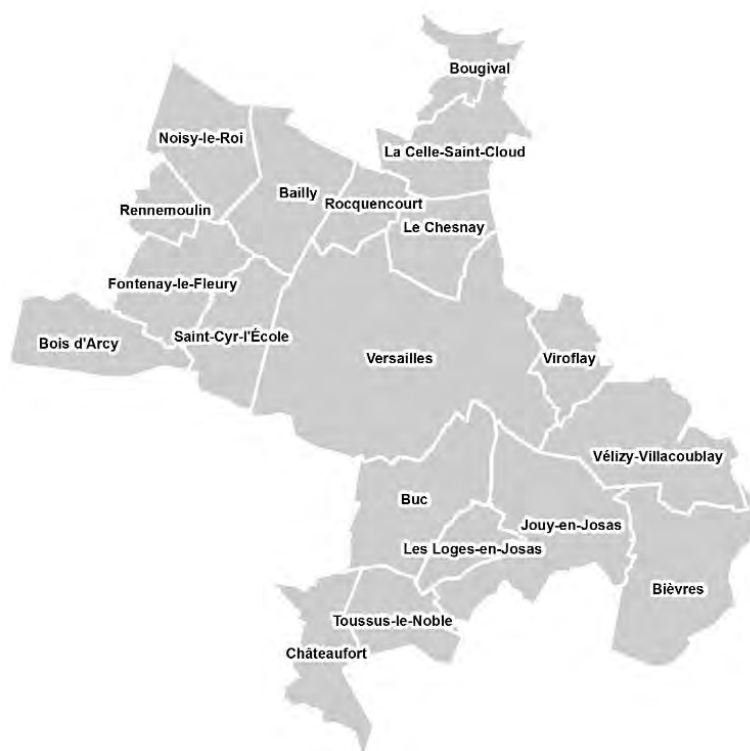 Bougival
Noisy-le-Roi
La Celle-Saint-Cloud
Bailly
Rocquencourt
Rennemoulin
Le Chesnay
Fontenay-le-Fleury
Saint-Cyr-l'École
Bois d'Arcy
Versailles
Viroflay
Vélizy-Villacoublay
Buc
Jouy-en-Josas
Les Loges-en-Josas
Bièvres
Toussus-le-Noble
Châteaufort